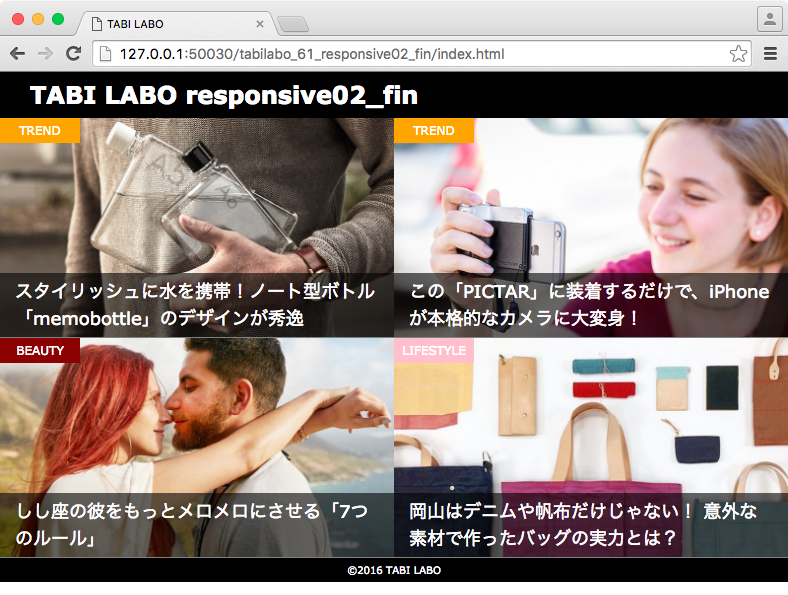 TABI LABO
127.0.0.1:50030/tabilabo_61_responsive02_fin/index.html
TABI LABO responsive02_fin
TREND
A5
A6
スタイリッシュに水を携帯！ノート型ボトル
「memobottle」のデザインが秀逸
TREND
この「PICTAR」に装着するだけで、iPhone
が本格的なカメラに大変身！
BEAUTY
しし座の彼をもっとメロメロにさせる「7つ
のルール」
LIFESTYLE
岡山はデニムや帆布だけじゃない！ 意外な
素材で作ったバッグの実力とは？
©2016 TABI LABO